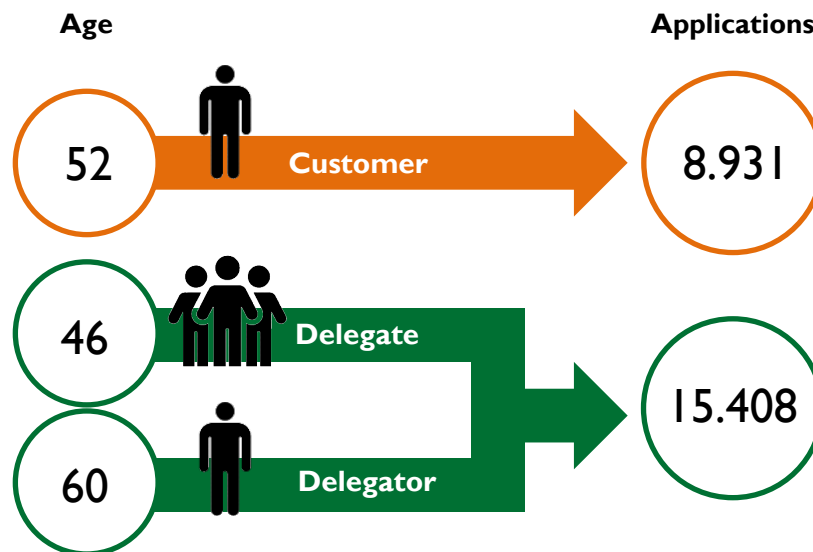 Age
Applications
52
Customer
8.931
46
Delegate
15.408
60
Delegator